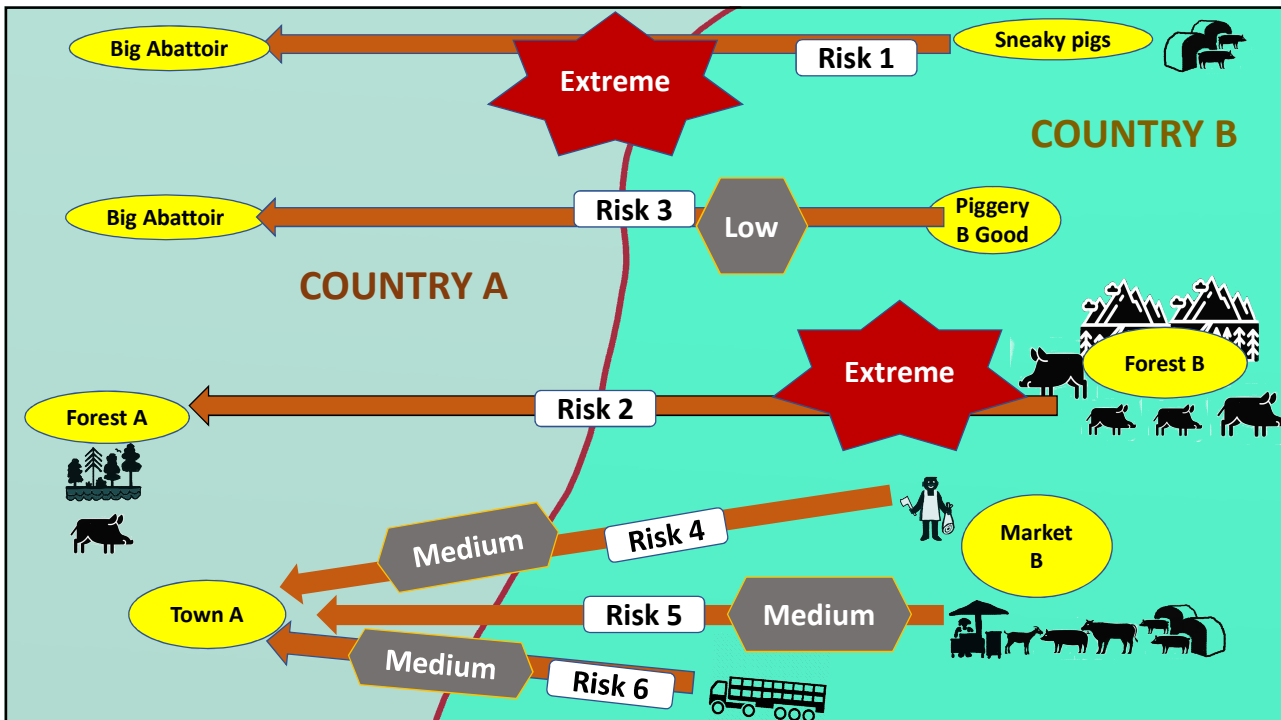 Big Abattoir
Extreme
Risk 1
Sneaky pigs
COUNTRY B
Big Abattoir
Risk 3
Low
Piggery
B Good
COUNTRY A
Forest A
Risk 2
Extreme
Forest B
Medium
Risk 4
Market
B
Town A
Risk 5
Medium
Medium
Risk 6